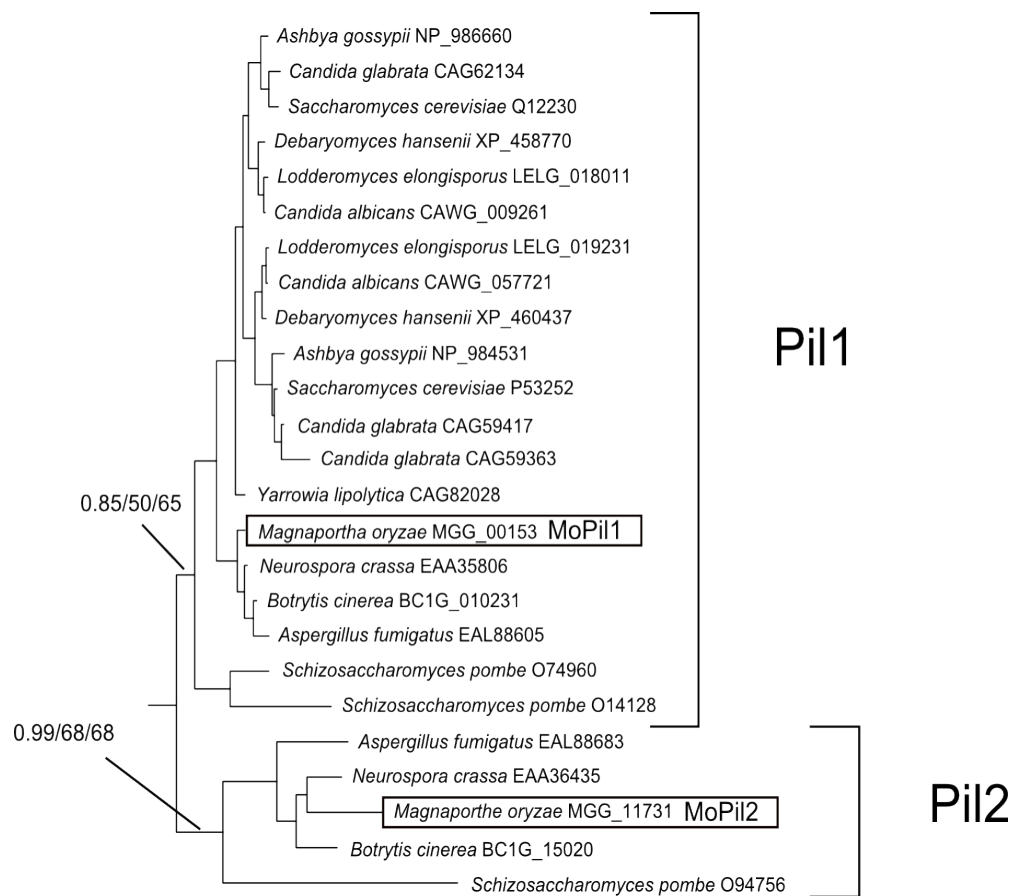 Ashbya gossypii NP_986660
Candida glabrata CAG62134
Saccharomyces cerevisiae Q12230
Debaryomyces hansenii XP_458770
Lodderomyces elongisporus LELG_018011
Candida albicans CAWG_009261
Lodderomyces elongisporus LELG_019231
Candida albicans CAWG_057721
Debaryomyces hansenii XP_460437
Pil1
Ashbya gossypii NP_984531
Saccharomyces cerevisiae P53252
Candida glabrata CAG59417
Candida glabrata CAG59363
Yarrowia lipolytica CAG82028
0.85/50/65
Magnaportha oryzae MGG_00153 MoPil1
Neurospora crassa EAA35806
Botrytis cinerea BC1G_010231
Aspergillus fumigatus EAL88605
Schizosaccharomyces pombe O74960
Schizosaccharomyces pombe O14128
0.99/68/68
Aspergillus fumigatus EAL88683
Neurospora crassa EAA36435
Magnaporthe oryzae MGG_11731 MoPil2
Pil2
Botrytis cinerea BC1G_15020
Schizosaccharomyces pombe O94756